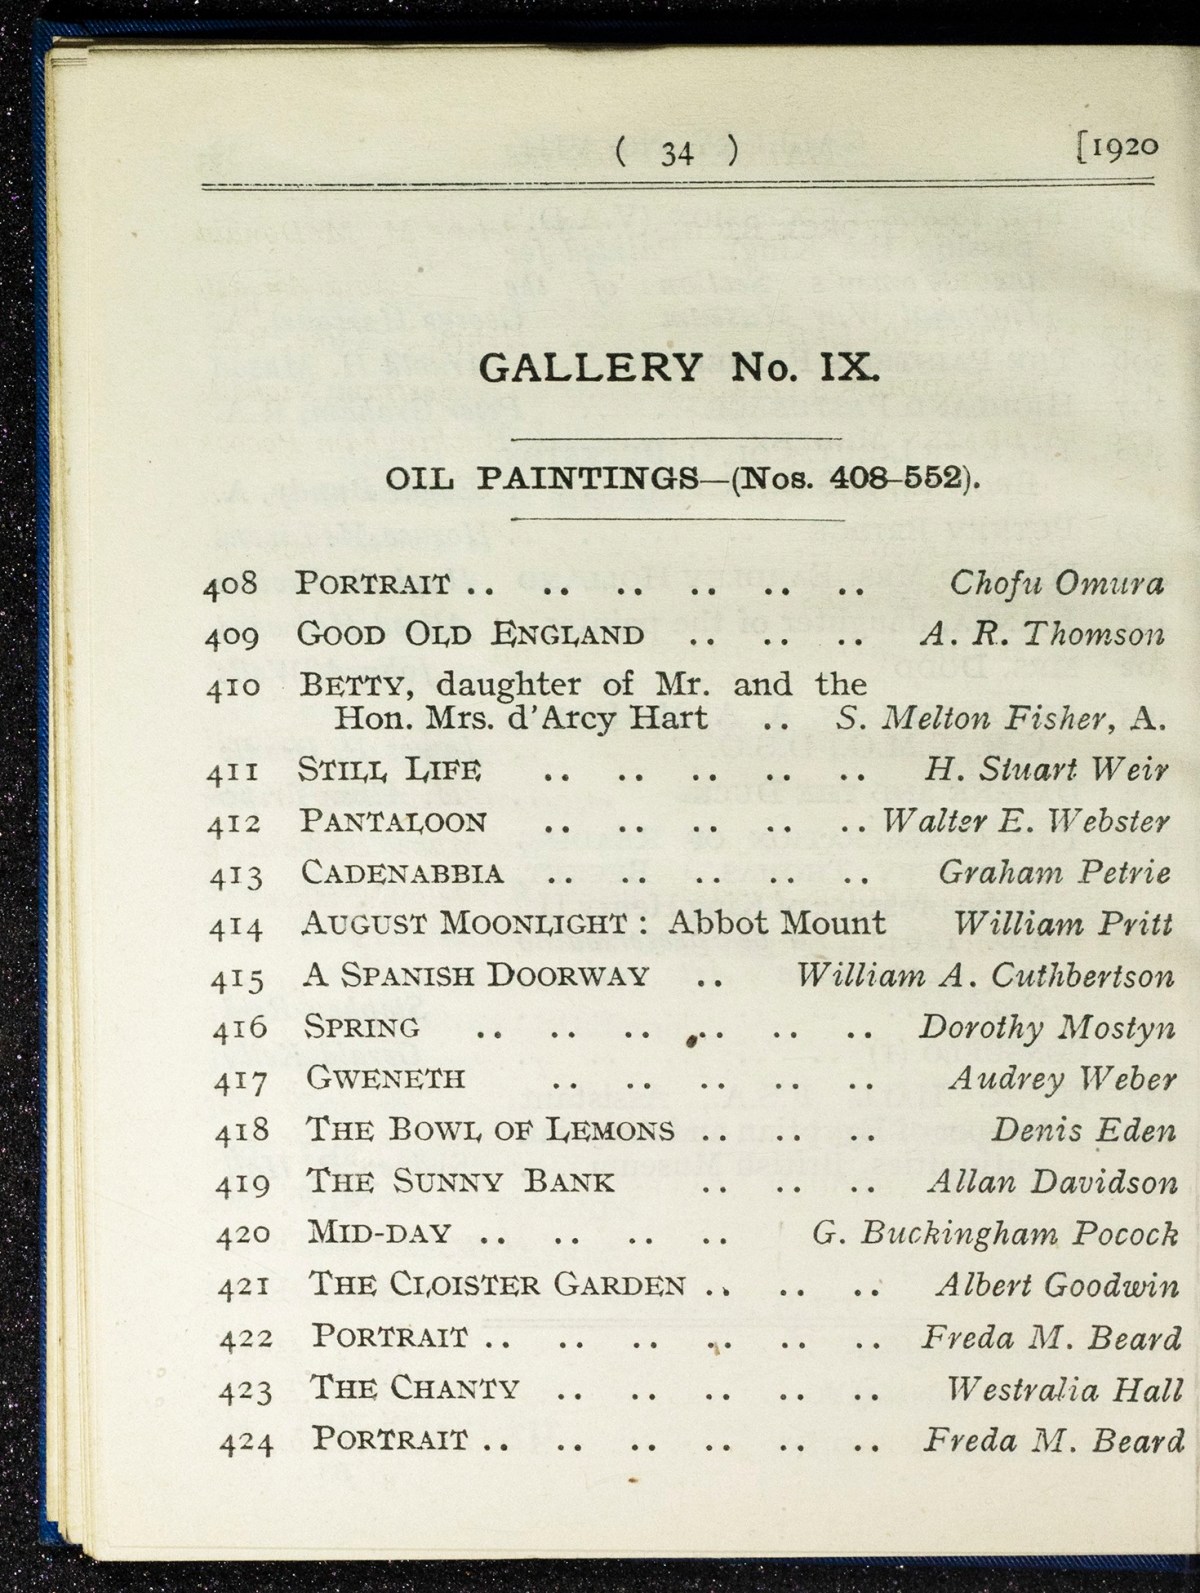 ( 34 ) [1920
GALLERY No. IX.
OIL PAINTINGS—(Nos. 408–552).
408 PORTRAIT .. .. .. .. .. .. Chofu Omura
409 GOOD OLD ENGLAND .. .. .. A. R. Thomson
410 BETTY, daughter of Mr. and the
Hon. Mrs. d'Arcy Hart .. S. Melton Fisher, A.
411 STILL LIFE .. .. .. .. .. H. Stuart Weir
412 PANTALOON .. .. .. .. .. Walter E. Webster
413 CADENABBIA .. .. .. .. .. Graham Petrie
414 AUGUST MOONLIGHT : Abbot Mount William Pritt
415 A SPANISH DOORWAY .. William A. Cuthbertson
416 SPRING .. .. .. .. .. .. Dorothy Mostyn
417 GWENETH .. .. .. .. .. Audrey Weber
418 THE BOWL OF LEMONS .. .. .. Denis Eden
419 THE SUNNY BANK .. .. .. Allan Davidson
420 MID-DAY .. .. .. .. G. Buckingham Pocock
421 THE CLOISTER GARDEN .. .. .. Albert Goodwin
422 PORTRAIT .. .. .. .. .. .. Freda M. Beard
423 THE CHANTY .. .. .. .. .. Westralia Hall
424 PORTRAIT .. .. .. .. .. .. Freda M. Beard